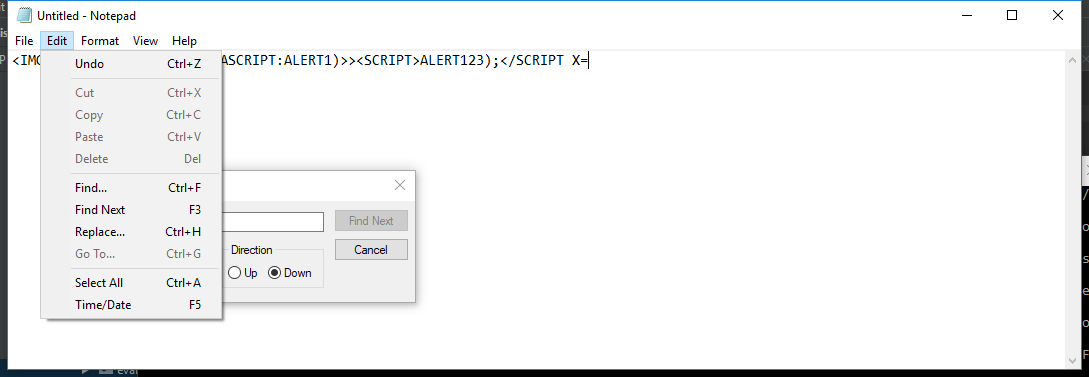 Untitled - Notepad
File Edit Format View Help
<IMG ASCRIPT:ALERT1)>><SCRIPT>ALERT123);</SCRIPT X=
Undo Ctrl+Z
Cut Ctrl+X
Copy Ctrl+C
Paste Ctrl+V
Delete Del
Find... Ctrl+F
Find Next F3
Replace... Ctrl+H
Go To... Ctrl+G
Select All Ctrl+A
Time/Date F5
Find Next
Cancel
Direction
Up Down